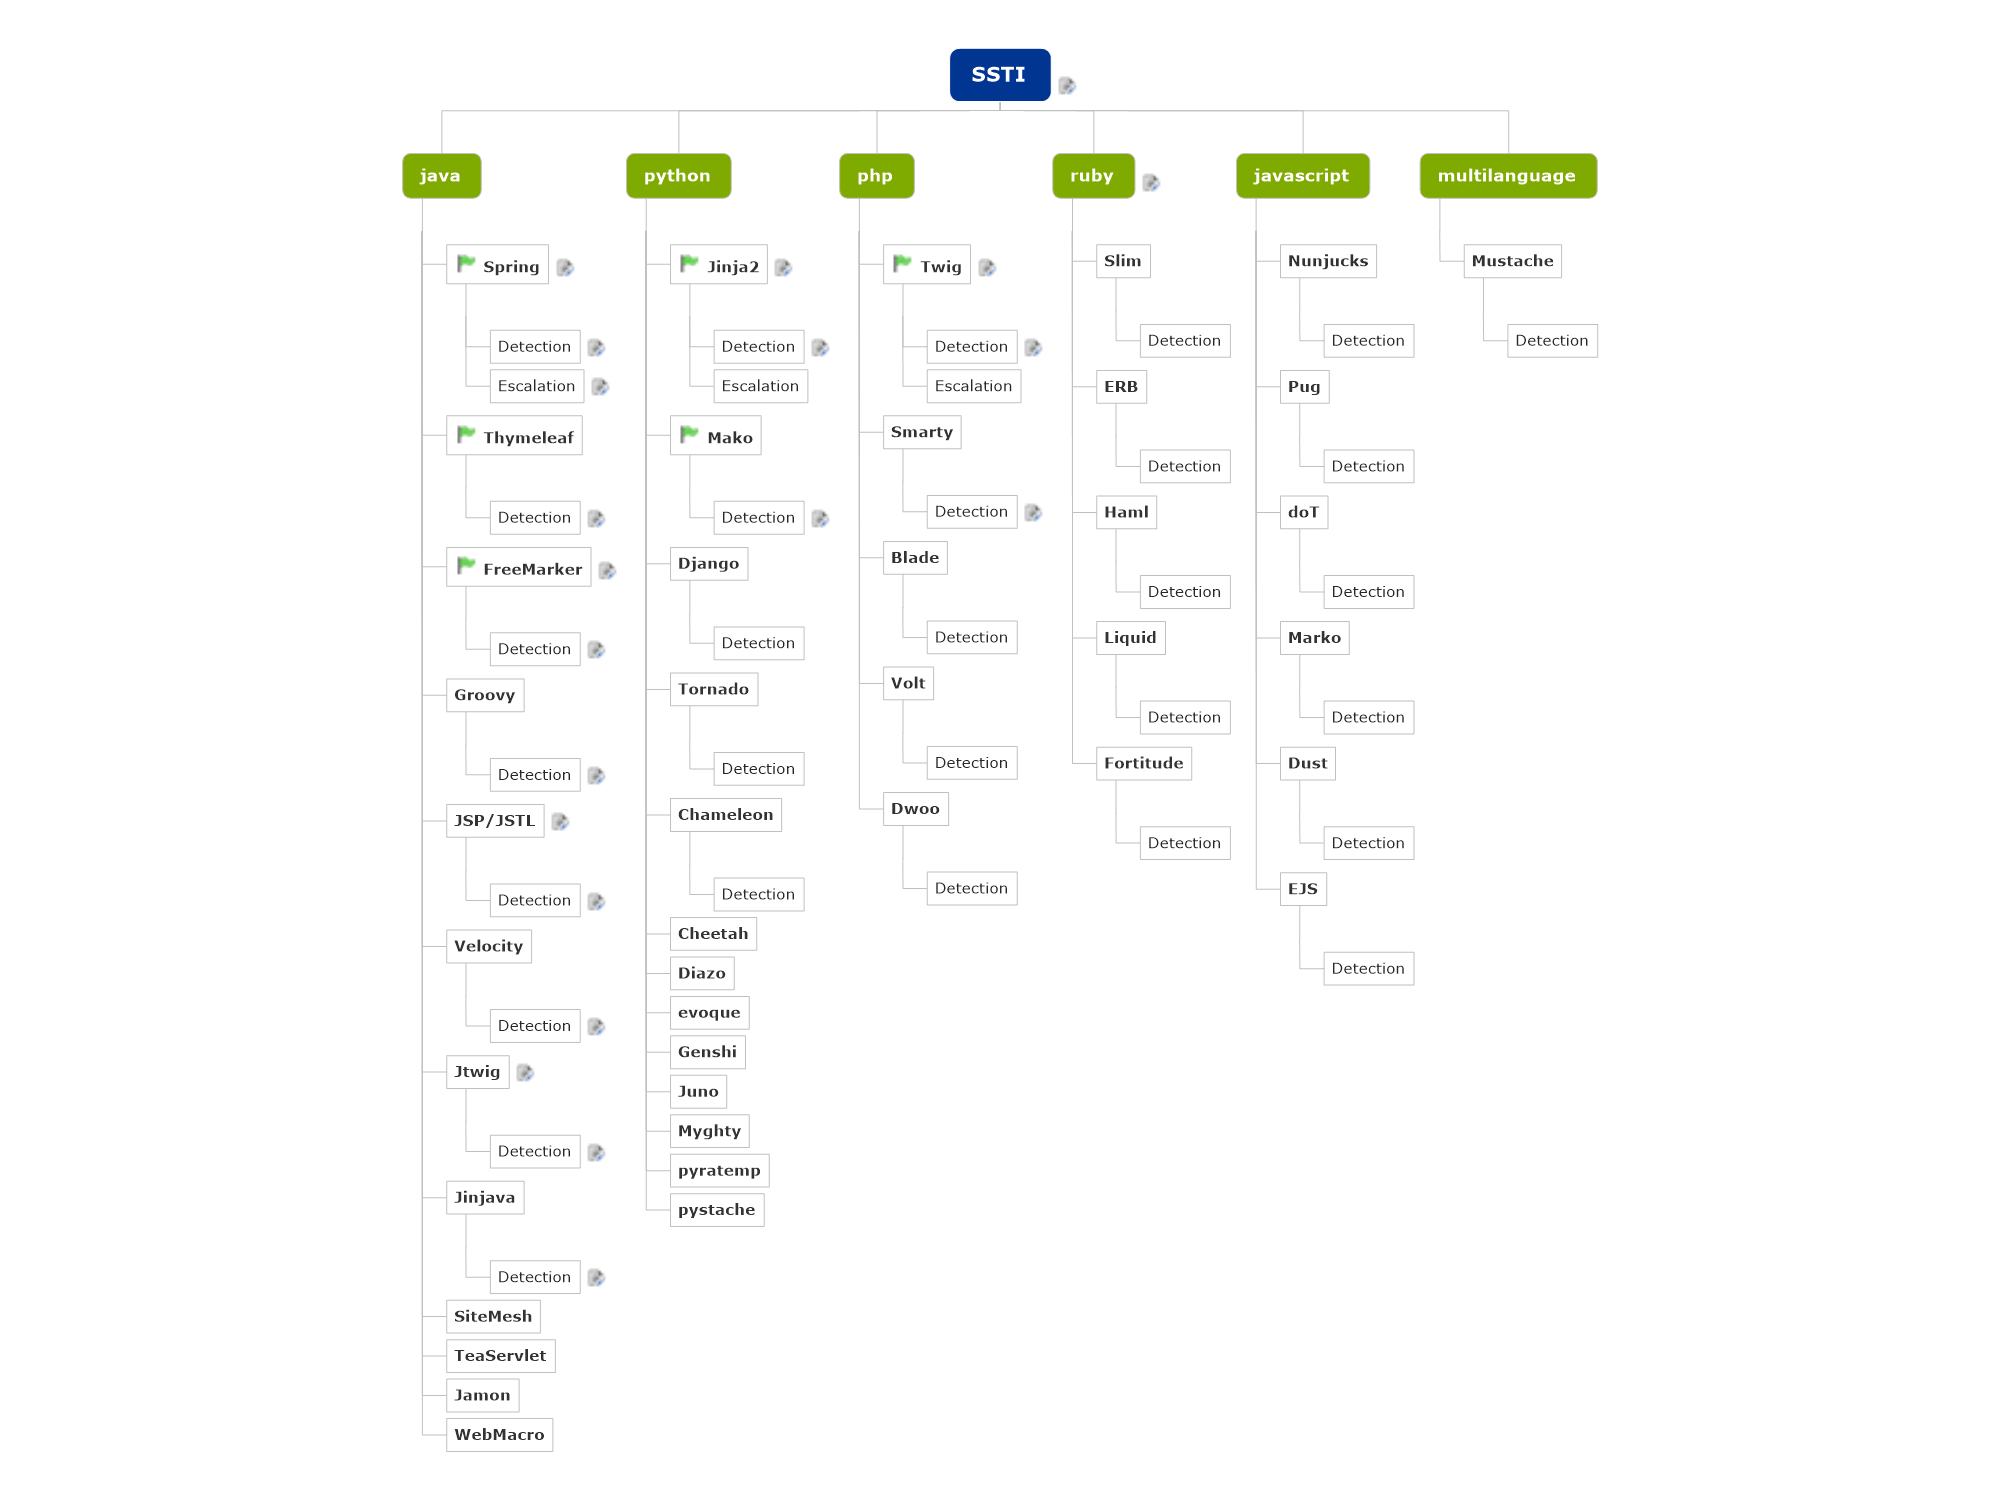 SSTI
java
Spring
Detection
Escalation
Thymeleaf
Detection
FreeMarker
Detection
Groovy
Detection
JSP/JSTL
Detection
Velocity
Detection
Jtwig
Detection
Jinjava
Detection
SiteMesh
TeaServlet
Jamon
WebMacro
python
Jinja2
Detection
Escalation
Mako
Detection
Django
Detection
Tornado
Detection
Chameleon
Detection
Cheetah
Diazo
evoque
Genshi
Juno
Myghty
pyratemp
pystache
php
Twig
Detection
Escalation
Smarty
Detection
Blade
Detection
Volt
Detection
Dwoo
Detection
ruby
Slim
Detection
ERB
Detection
Haml
Detection
Liquid
Detection
Fortitude
Detection
javascript
Nunjucks
Detection
Pug
Detection
doT
Detection
Marko
Detection
Dust
Detection
EJS
Detection
multilanguage
Mustache
Detection